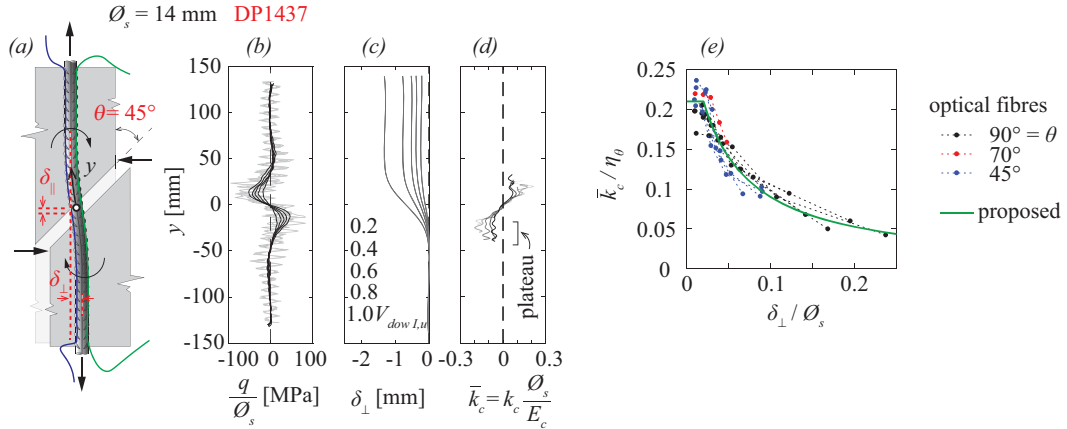 Ø_s = 14 mm DP1437
(a)
θ= 45°
y
δ_||
δ_⊥
(b)
y [mm]
150
100
50
0
-50
-100
-150
-100 0 100
q/Ø_s [MPa]
(c)
0.2
0.4
0.6
0.8
1.0V_dow I,u
-2 -1 0
δ_⊥ [mm]
(d)
plateau
-0.3 0 0.3
k̅_c = k_c Ø_s/E_c
(e)
k̅_c / η_θ
0.25
0.2
0.15
0.1
0.05
0
0 0.1 0.2
δ_⊥ / Ø_s
optical fibres
90° = θ
70°
45°
proposed